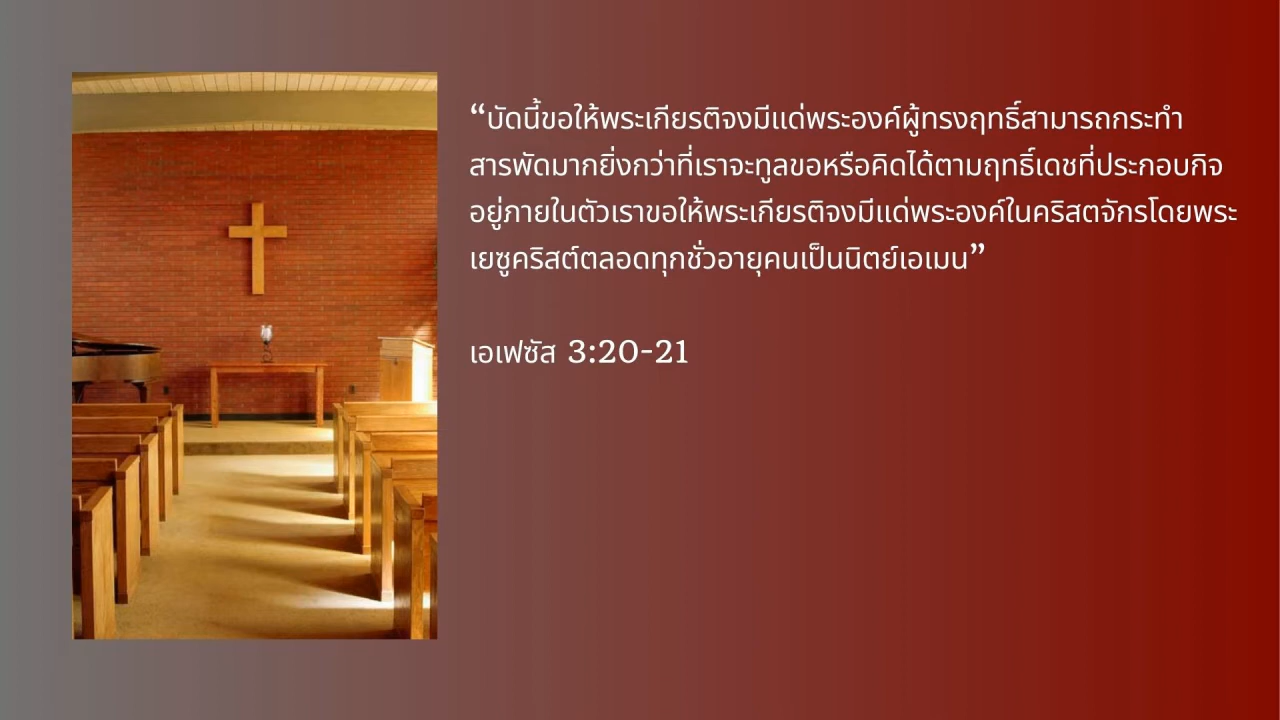 “บัดนี้ขอให้พระเกียรติจงมีแด่พระองค์ผู้ทรงฤทธิ์สามารถกระทำ
สารพัดมากยิ่งกว่าที่เราจะทูลขอหรือคิดได้ตามฤทธิ์เดชที่ประกอบกิจ
อยู่ภายในตัวเราขอให้พระเกียรติจงมีแด่พระองค์ในคริสตจักรโดยพระ
เยซูคริสต์ตลอดทุกชั่วอายุคนเป็นนิตย์เอเมน”
เอเฟซัส 3:20-21